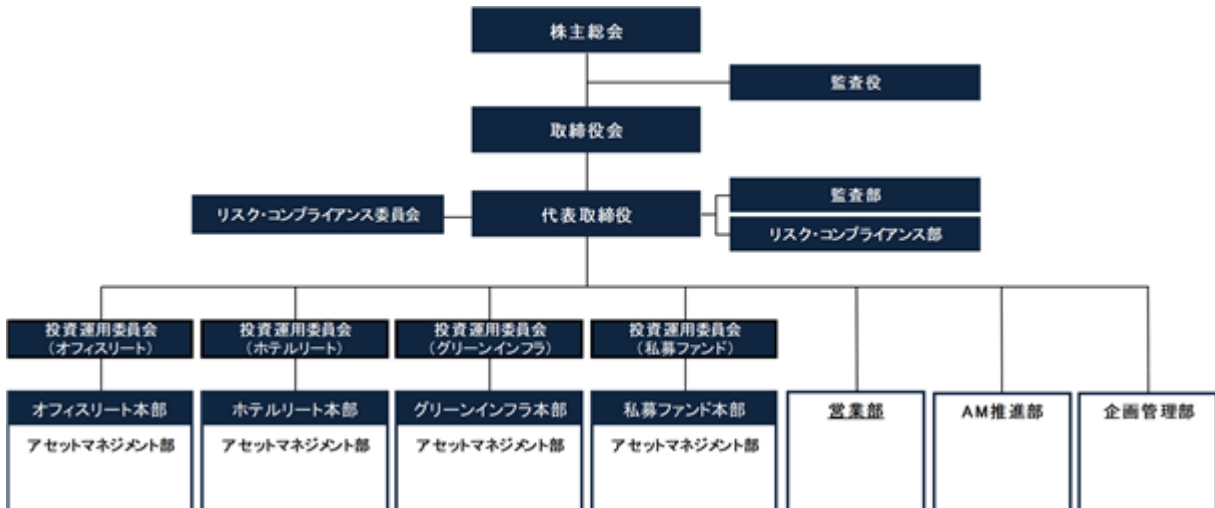 株主総会
監査役
取締役会
監査部
リスク・コンプライアンス委員会
代表取締役
リスク・コンプライアンス部
投資運用委員会
(オフィスリート)
投資運用委員会
(ホテルリート)
投資運用委員会
(グリーンインフラ)
投資運用委員会
(私募ファンド)
オフィスリート本部
アセットマネジメント部
ホテルリート本部
アセットマネジメント部
グリーンインフラ本部
アセットマネジメント部
私募ファンド本部
アセットマネジメント部
営業部
AM推進部
企画管理部